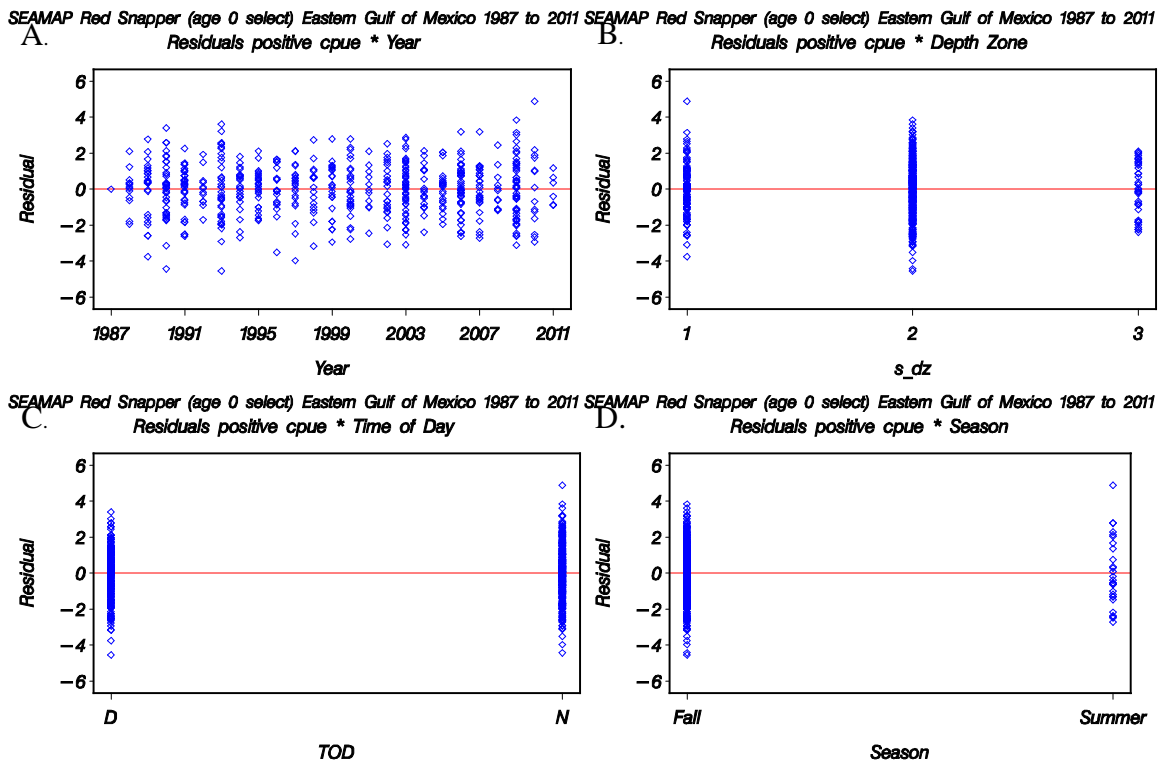 SEAMAP Red Snapper (age 0 select) Eastern Gulf of Mexico 1987 to 2011
A.
Residuals positive cpue * Year
6
4
2
0
−2
−4
−6
Residual
1987 1991 1995 1999 2003 2007 2011
Year
SEAMAP Red Snapper (age 0 select) Eastern Gulf of Mexico 1987 to 2011
B.
Residuals positive cpue * Depth Zone
6
4
2
0
−2
−4
−6
Residual
1 2 3
s_dz
SEAMAP Red Snapper (age 0 select) Eastern Gulf of Mexico 1987 to 2011
C.
Residuals positive cpue * Time of Day
6
4
2
0
−2
−4
−6
Residual
D N
TOD
SEAMAP Red Snapper (age 0 select) Eastern Gulf of Mexico 1987 to 2011
D.
Residuals positive cpue * Season
6
4
2
0
−2
−4
−6
Residual
Fall Summer
Season